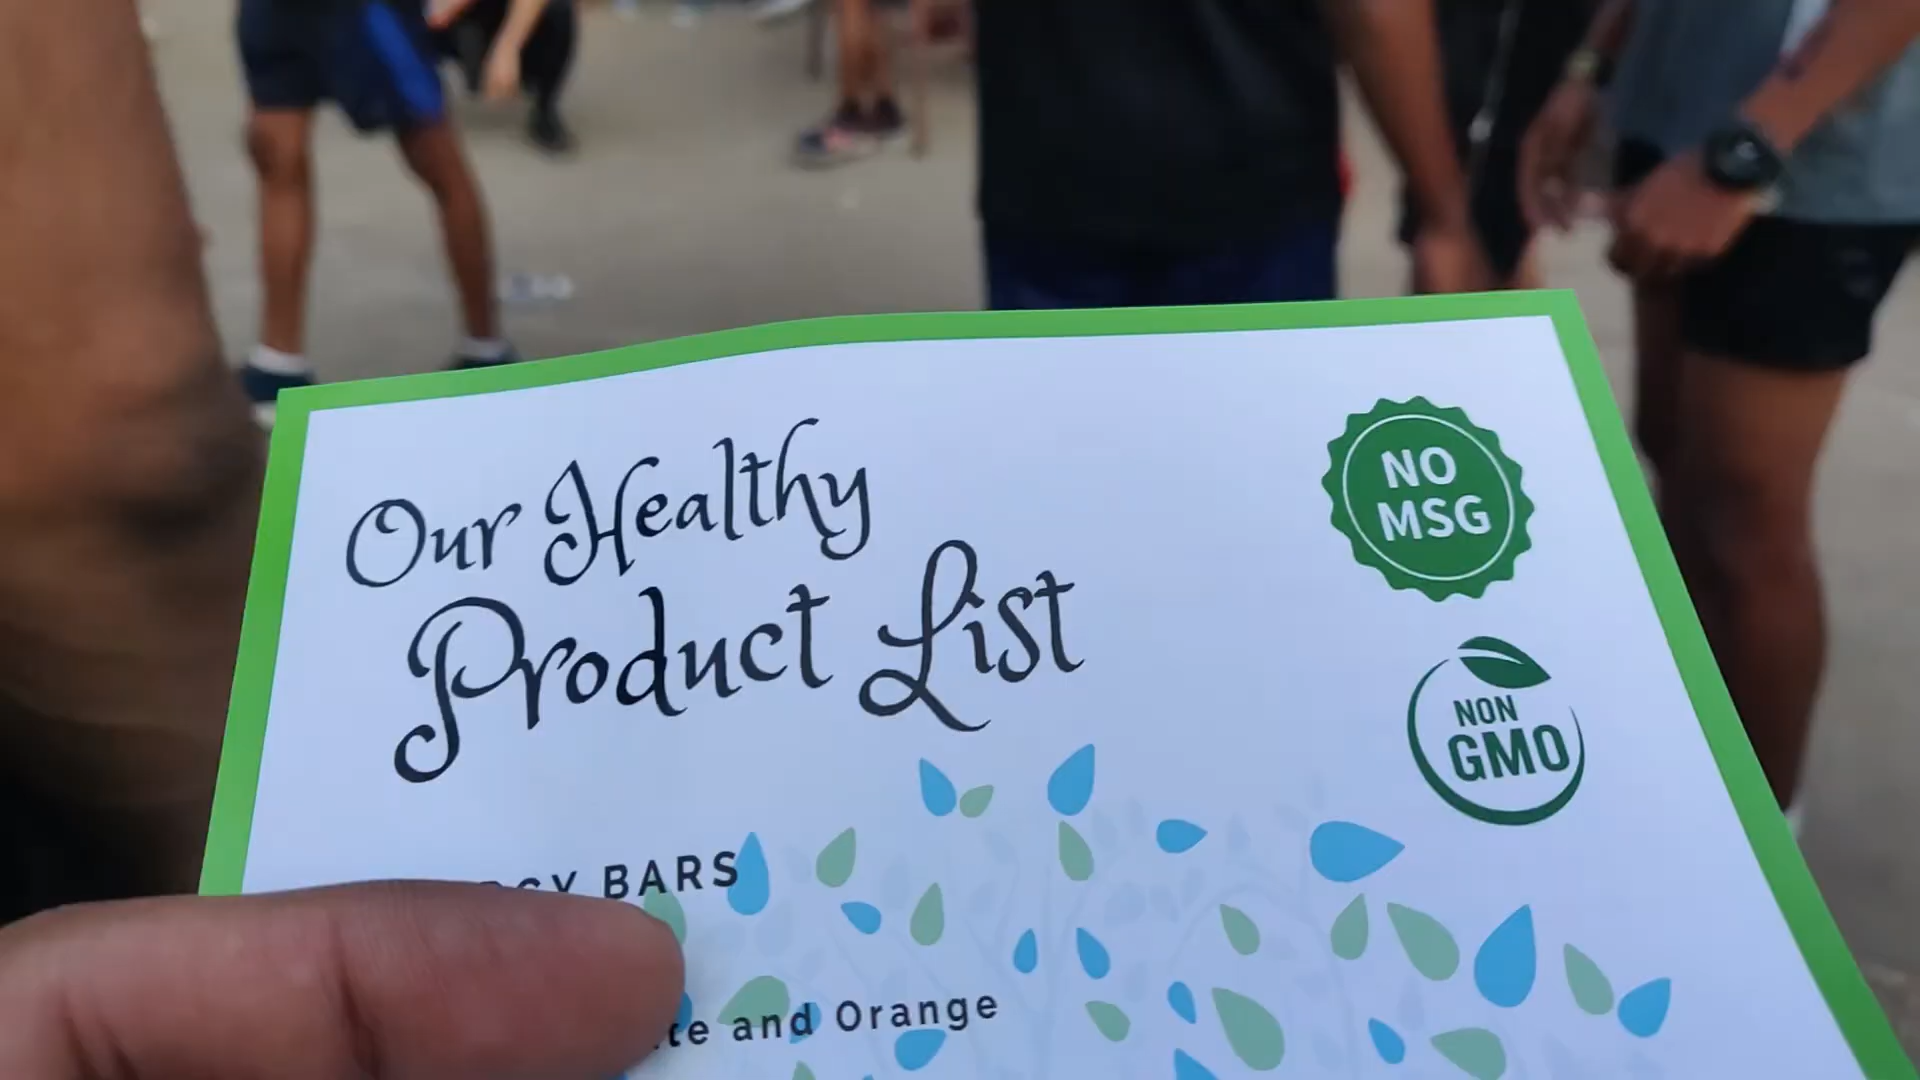 Our Healthy
Product List
NO
MSG
NON
GMO
BARS
and Orange